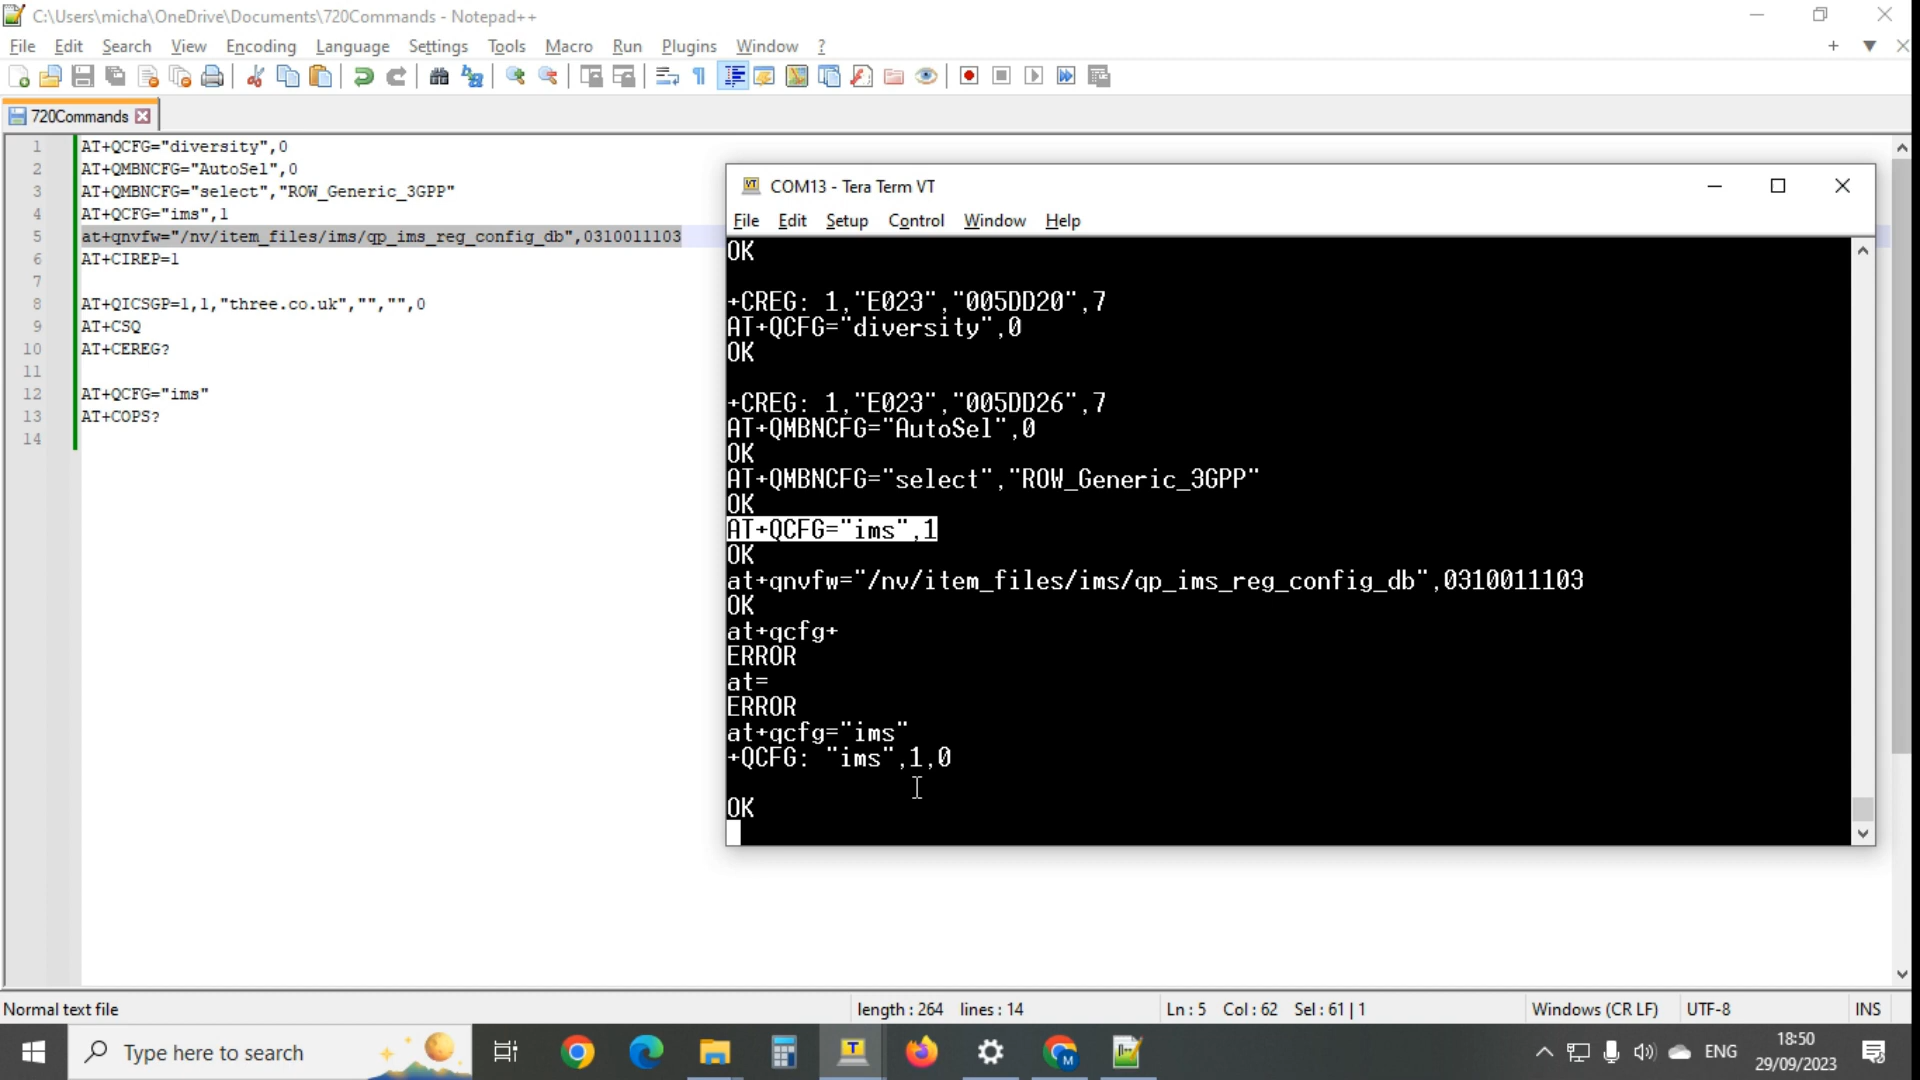 C:\Users\micha\OneDrive\Documents\720Commands - Notepad++
File Edit Search View Encoding Language Settings Tools Macro Run Plugins Window ?
720Commands
1 AT+QCFG="diversity",0
2 AT+QMBNCFG="AutoSel",0
3 AT+QMBNCFG="select","ROW_Generic_3GPP"
4 AT+QCFG="ims",1
5 at+qnvfw="/nv/item_files/ims/qp_ims_reg_config_db",0310011103
6 AT+CIREP=1
7
8 AT+QICSGP=1,1,"three.co.uk","","",0
9 AT+CSQ
10 AT+CEREG?
11
12 AT+QCFG="ims"
13 AT+COPS?
14
COM13 - Tera Term VT
File Edit Setup Control Window Help
OK
+CREG: 1,"E023","005DD20",7
AT+QCFG="diversity",0
OK
+CREG: 1,"E023","005DD26",7
AT+QMBNCFG="AutoSel",0
OK
AT+QMBNCFG="select","ROW_Generic_3GPP"
OK
AT+QCFG="ims",1
OK
at+qnvfw="/nv/item_files/ims/qp_ims_reg_config_db",0310011103
OK
at+qcfg+
ERROR
at=
ERROR
at+qcfg="ims"
+QCFG: "ims",1,0
OK
Normal text file length : 264 lines : 14 Ln : 5 Col : 62 Sel : 61 | 1 Windows (CR LF) UTF-8 INS
Type here to search
ENG
18:50
29/09/2023